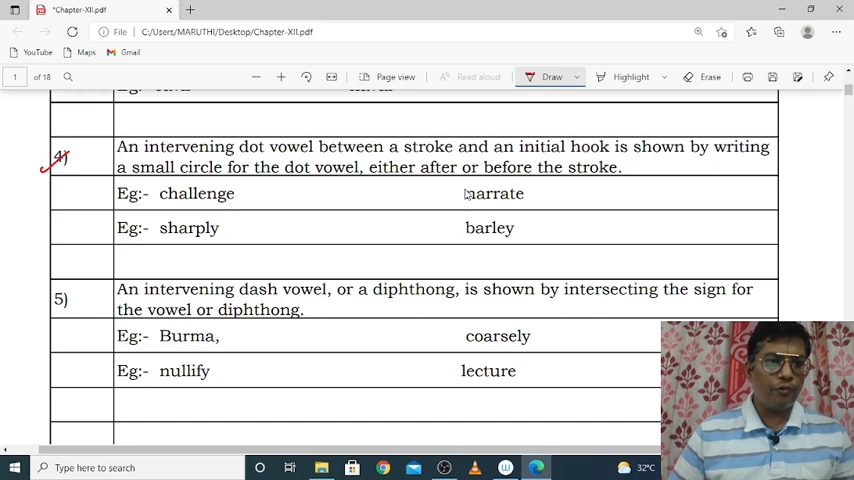 *Chapter-XII.pdf
File C:/Users/MARUTHI/Desktop/Chapter-XII.pdf
YouTube Maps Gmail
1 of 18 Page view Read aloud Draw Highlight Erase
4) An intervening dot vowel between a stroke and an initial hook is shown by writing
a small circle for the dot vowel, either after or before the stroke.
Eg:- challenge narrate
Eg:- sharply barley
5) An intervening dash vowel, or a diphthong, is shown by intersecting the sign for
the vowel or diphthong.
Eg:- Burma, coarsely
Eg:- nullify lecture
Type here to search 32°C